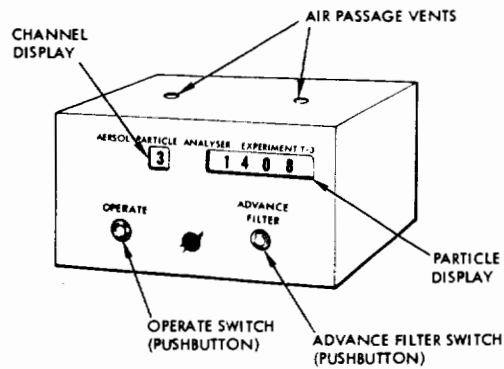 AIR PASSAGE VENTS
CHANNEL
DISPLAY
AERSOL PARTICLE ANALYSER EXPERIMENT T-3
3
1 4 0 8
OPERATE
ADVANCE
FILTER
PARTICLE
DISPLAY
OPERATE SWITCH
(PUSHBUTTON)
ADVANCE FILTER SWITCH
(PUSHBUTTON)